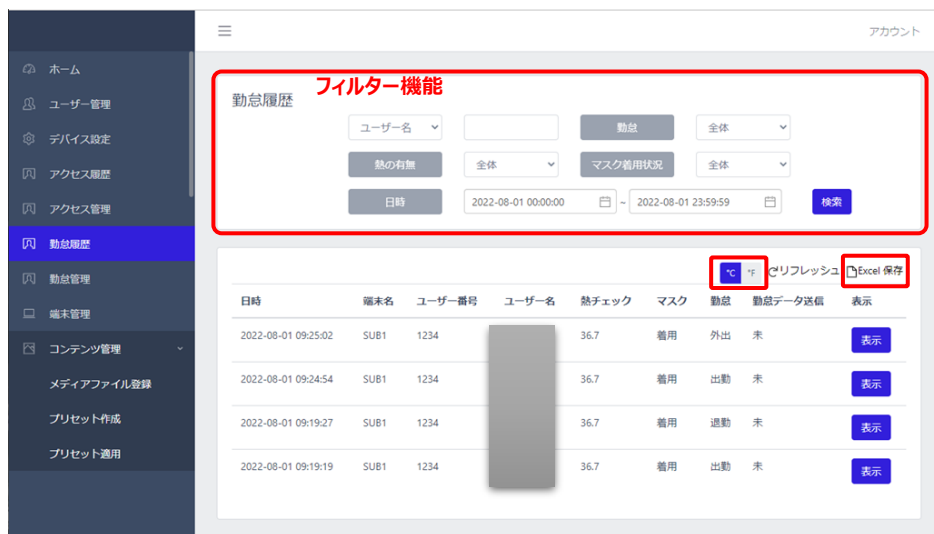 アカウント
ホーム
ユーザー管理
デバイス設定
アクセス履歴
アクセス管理
勤怠履歴
勤怠管理
端末管理
コンテンツ管理
メディアファイル登録
プリセット作成
プリセット適用
フィルター機能
勤怠履歴
ユーザー名 勤怠 全体
熱の有無 全体 マスク着用状況 全体
日時 2022-08-01 00:00:00 ~ 2022-08-01 23:59:59 検索
℃ ℉ リフレッシュ Excel 保存
日時 端末名 ユーザー番号 ユーザー名 熱チェック マスク 勤怠 勤怠データ送信 表示
2022-08-01 09:25:02 SUB1 1234 36.7 着用 外出 未 表示
2022-08-01 09:24:54 SUB1 1234 36.7 着用 出勤 未 表示
2022-08-01 09:19:27 SUB1 1234 36.7 着用 退勤 未 表示
2022-08-01 09:19:19 SUB1 1234 36.7 着用 出勤 未 表示